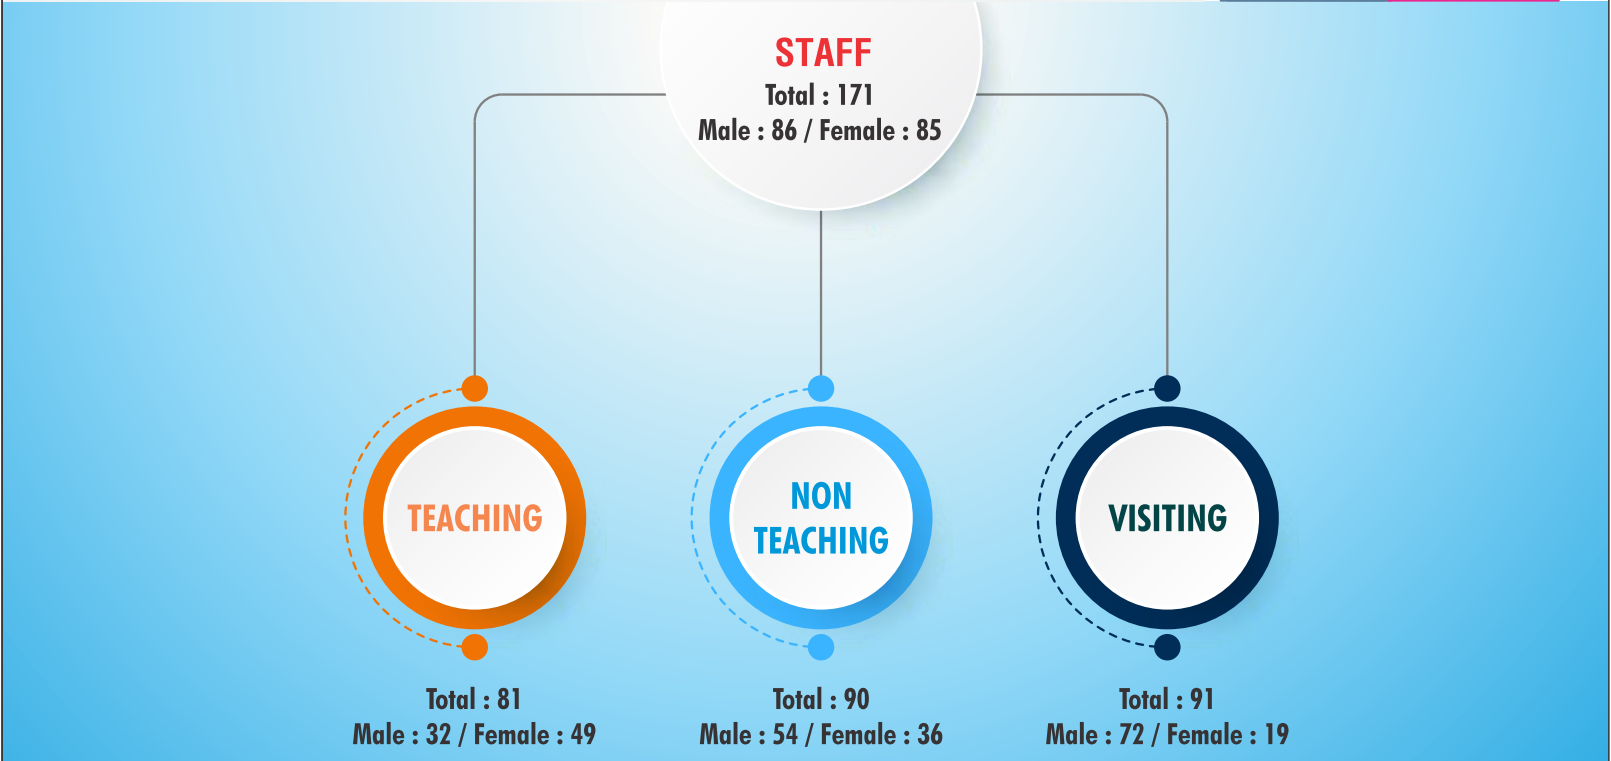 STAFF
Total : 171
Male : 86 / Female : 85
TEACHING
NON
TEACHING
VISITING
Total : 81
Male : 32 / Female : 49
Total : 90
Male : 54 / Female : 36
Total : 91
Male : 72 / Female : 19